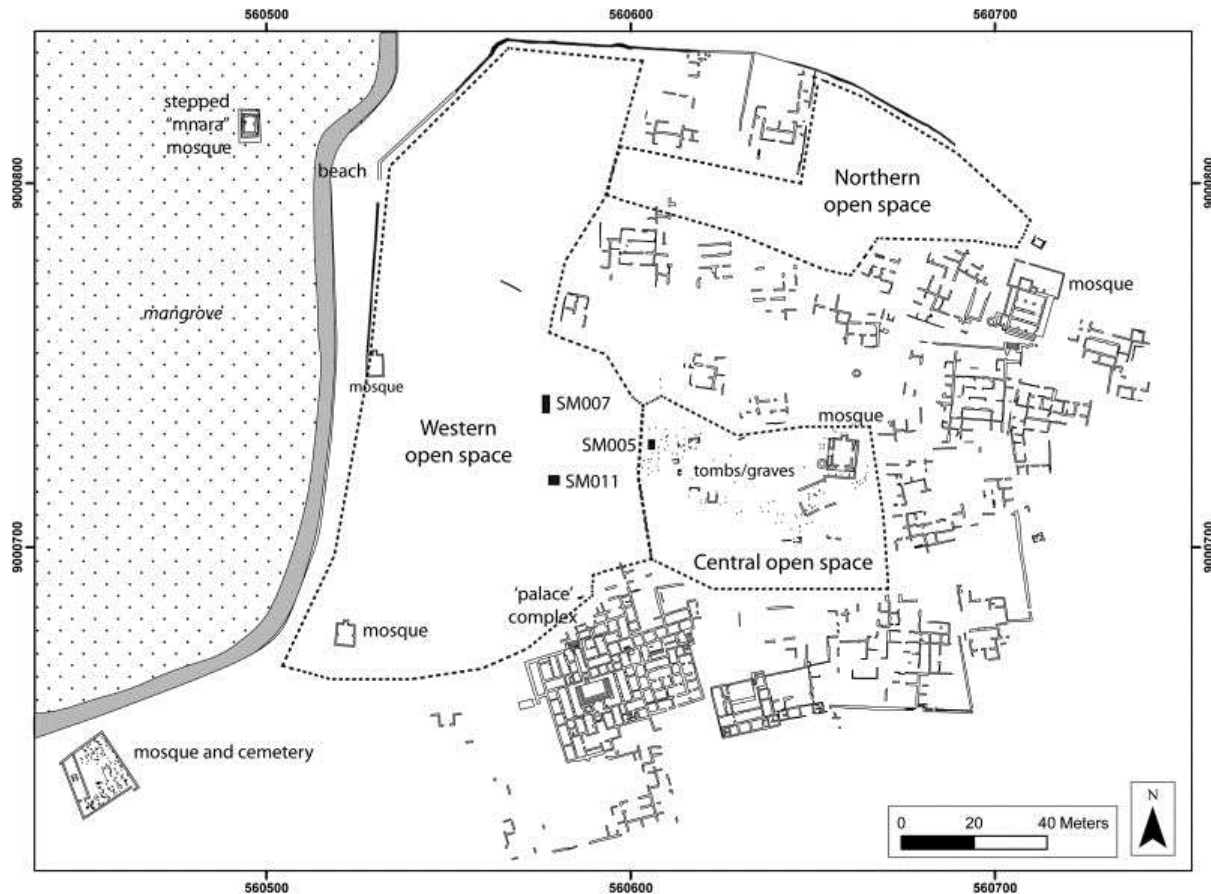 560500
560600
560700
stepped
"mnara"
mosque
beach
9000800
9000800
Northern
open space
mosque
mangrove
mosque
SM007
Western
open space
SM005
mosque
tombs/graves
SM011
9000700
9000700
Central open space
'palace'
complex
mosque
mosque and cemetery
N
0 20 40 Meters
560500
560600
560700